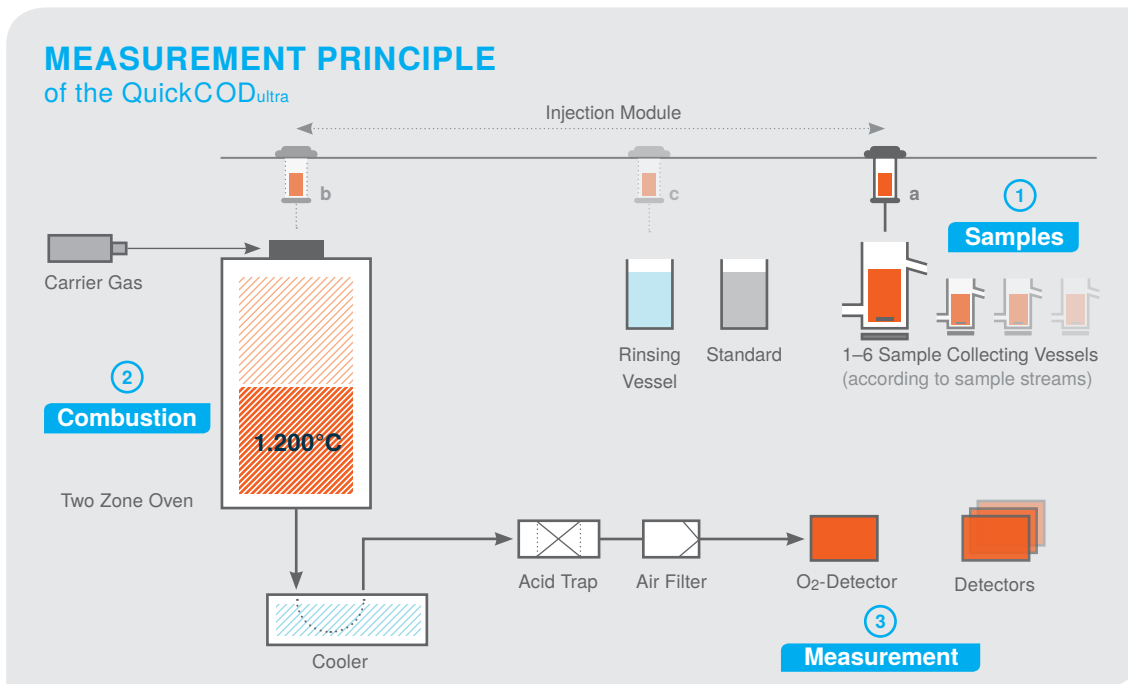 MEASUREMENT PRINCIPLE
of the QuickCODultra
Injection Module
b
c
a
1
Samples
Carrier Gas
Rinsing
Vessel
Standard
1–6 Sample Collecting Vessels
(according to sample streams)
2
Combustion
1.200°C
Two Zone Oven
Acid Trap
Air Filter
O2-Detector
Detectors
Cooler
3
Measurement